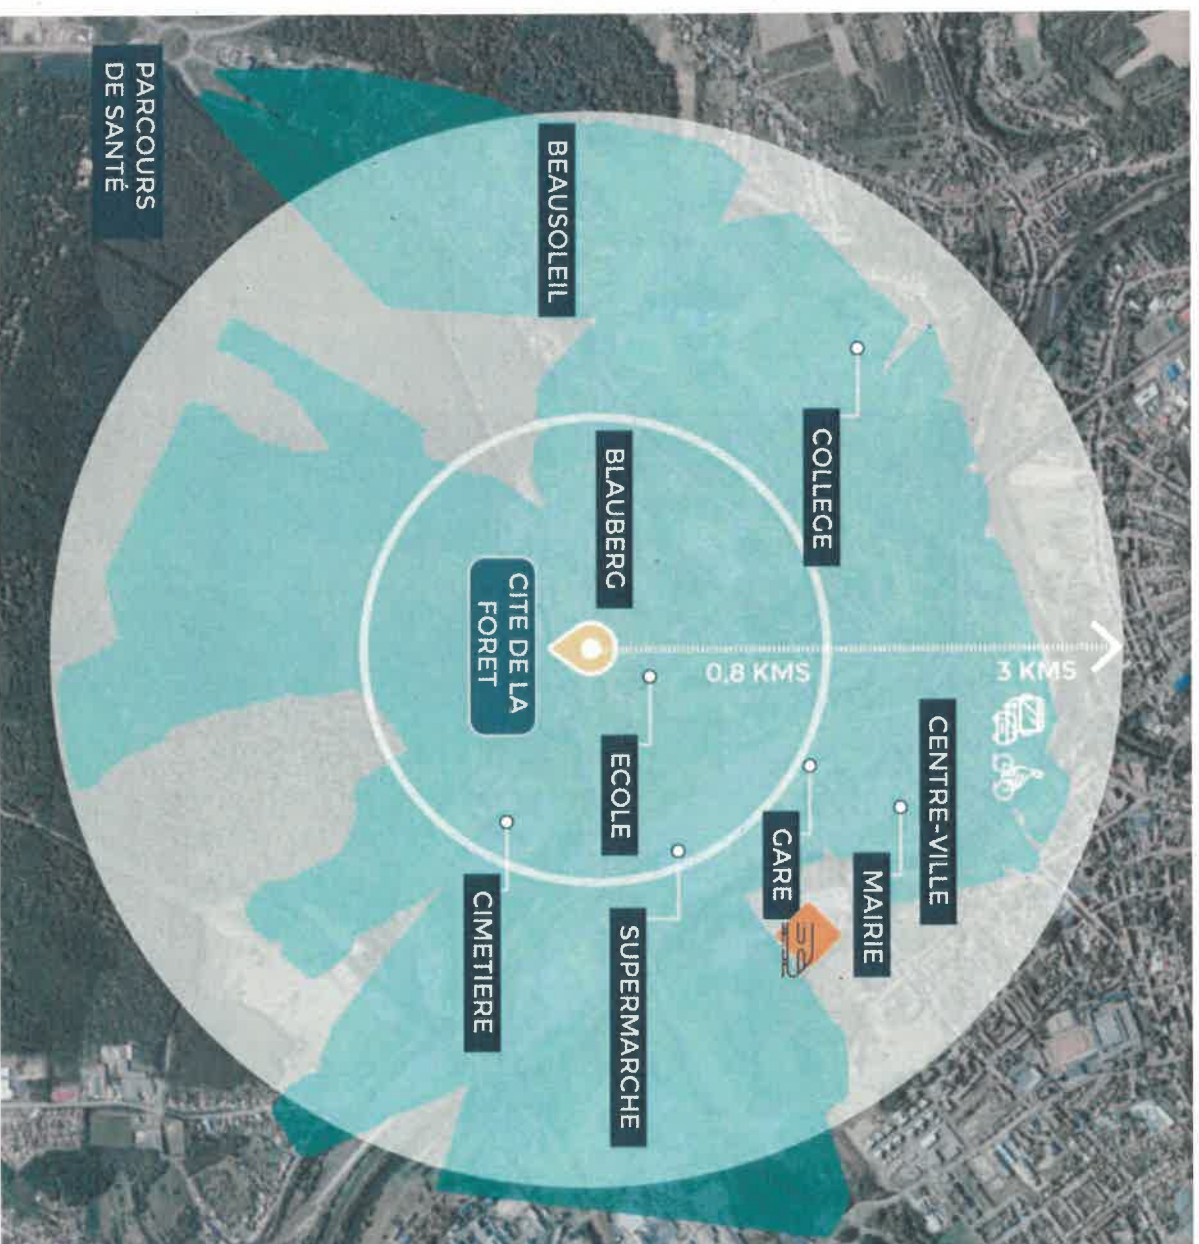 CENTRE-VILLE
MAIRIE
COLLEGE
GARE
3 KMS
0,8 KMS
SUPERMARCHE
ECOLE
BLAUBERG
BEAUSOLEIL
CITE DE LA
FORET
CIMETIERE
PARCOURS
DE SANTÉ